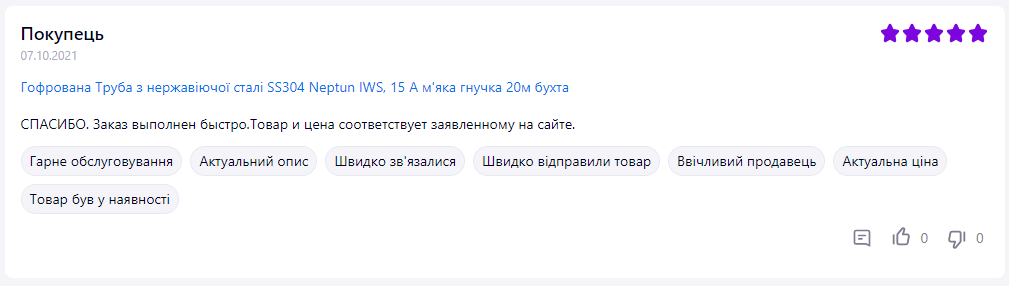 Покупець
07.10.2021
Гофрована Труба з нержавіючої сталі SS304 Neptun IWS, 15 А м'яка гнучка 20м бухта
СПАСИБО. Заказ выполнен быстро.Товар и цена соответствует заявленному на сайте.
Гарне обслуговування Актуальний опис Швидко зв'язалися Швидко відправили товар Ввічливий продавець Актуальна ціна
Товар був у наявності
0 0